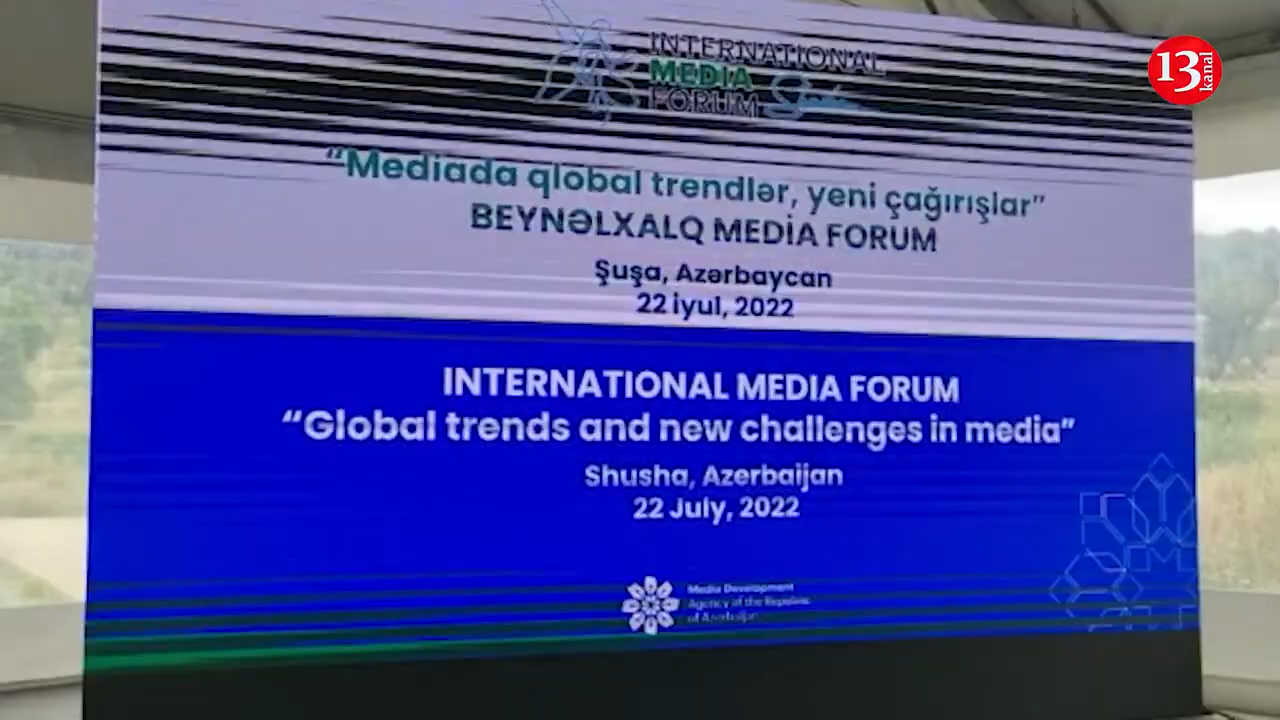 INTERNATIONAL
MEDIA
FORUM
13
kanal
“Mediada qlobal trendlər, yeni çağırışlar”
BEYNƏLXALQ MEDİA FORUM
Şuşa, Azərbaycan
22 iyul, 2022
INTERNATIONAL MEDIA FORUM
“Global trends and new challenges in media”
Shusha, Azerbaijan
22 July, 2022
Media Development
Agency of the Republic
of Azerbaijan